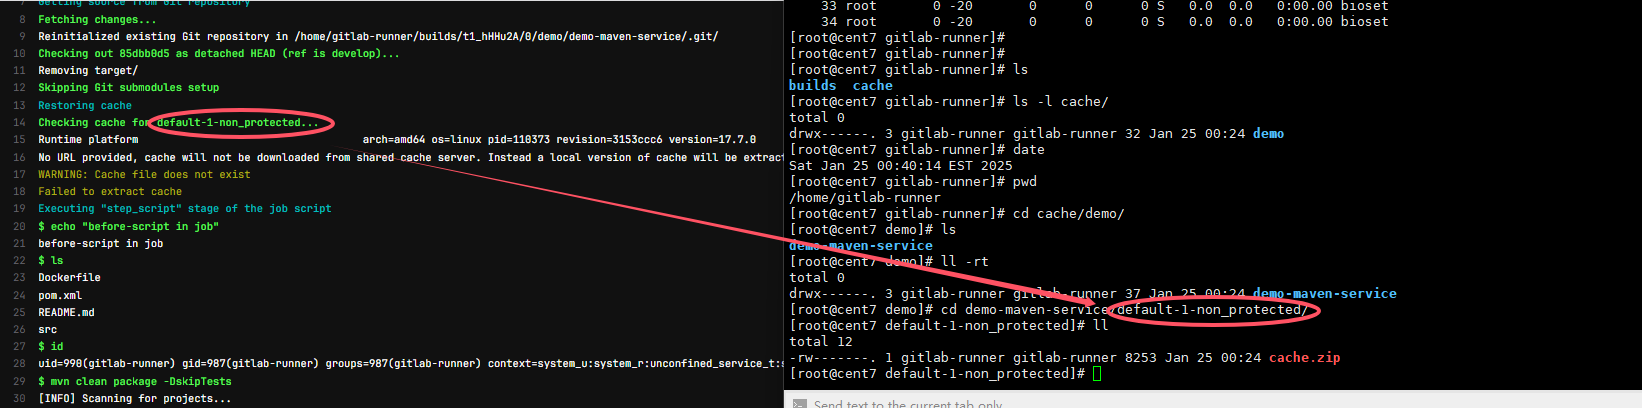 7 Getting source from Git repository
8 Fetching changes...
9 Reinitialized existing Git repository in /home/gitlab-runner/builds/t1_hHHu2A/0/demo/demo-maven-service/.git/
10 Checking out 85dbb0d5 as detached HEAD (ref is develop)...
11 Removing target/
12 Skipping Git submodules setup
13 Restoring cache
14 Checking cache for default-1-non_protected...
15 Runtime platform arch=amd64 os=linux pid=110373 revision=3153ccc6 version=17.7.0
16 No URL provided, cache will not be downloaded from shared cache server. Instead a local version of cache will be extract
17 WARNING: Cache file does not exist
18 Failed to extract cache
19 Executing "step_script" stage of the job script
20 $ echo "before-script in job"
21 before-script in job
22 $ ls
23 Dockerfile
24 pom.xml
25 README.md
26 src
27 $ id
28 uid=990(gitlab-runner) gid=987(gitlab-runner) groups=987(gitlab-runner) context=system_u:system_r:unconfined_service_t:s
29 $ mvn clean package -DskipTests
30 [INFO] Scanning for projects...
33 root 0 -20 0 0 0 S 0.0 0.0 0:00.00 bioset
34 root 0 -20 0 0 0 S 0.0 0.0 0:00.00 bioset
[root@cent7 gitlab-runner]#
[root@cent7 gitlab-runner]#
[root@cent7 gitlab-runner]# ls
builds cache
[root@cent7 gitlab-runner]# ls -l cache/
total 0
drwx------. 3 gitlab-runner gitlab-runner 32 Jan 25 00:24 demo
[root@cent7 gitlab-runner]# date
Sat Jan 25 00:40:14 EST 2025
[root@cent7 gitlab-runner]# pwd
/home/gitlab-runner
[root@cent7 gitlab-runner]# cd cache/demo/
[root@cent7 demo]# ls
demo-maven-service
[root@cent7 demo]# ll -rt
total 0
drwx------. 3 gitlab-runner gitlab-runner 37 Jan 25 00:24 demo-maven-service
[root@cent7 demo]# cd demo-maven-service/default-1-non_protected/
[root@cent7 default-1-non_protected]# ll
total 12
-rw-------. 1 gitlab-runner gitlab-runner 8253 Jan 25 00:24 cache.zip
[root@cent7 default-1-non_protected]#
Send text to the current tab only